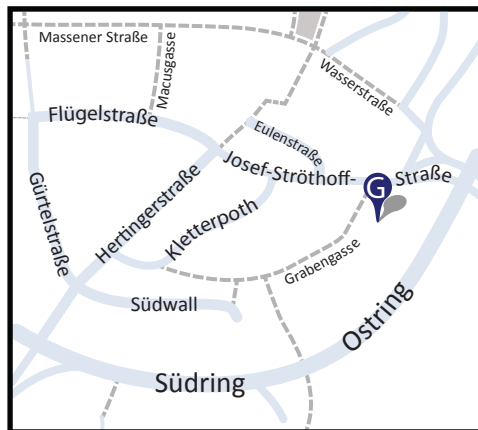 Massener Straße
Macusgasse
Wasserstraße
Flügelstraße
Eulenstraße
Josef-Ströthoff-
Straße
G
Gürtelstraße
Hertingerstraße
Kletterpoth
Grabengasse
Südwall
Ostring
Südring